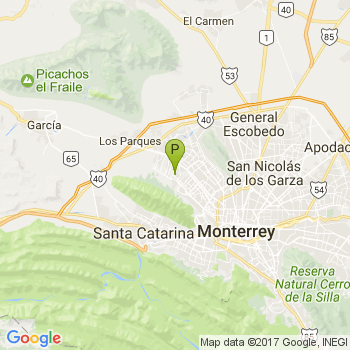 El Carmen
85
40
53
Picachos
el Fraile
General
Escobedo
40
García
Los Parques
P
Apodac
65
San Nicolás
de los Garza
40
54
Santa Catarina
Monterrey
Reserva
Natural Cerro
de la Silla
Google
Map data ©2017 Google, INEGI